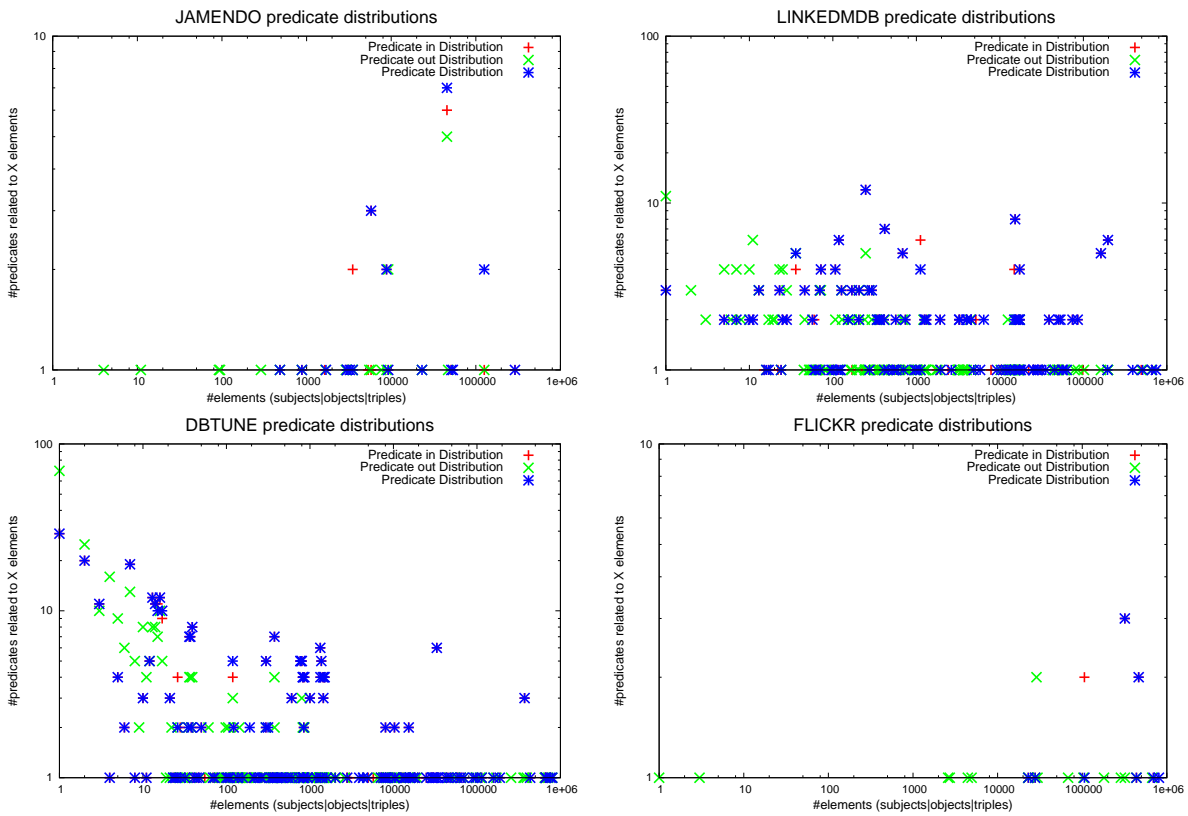 JAMENDO predicate distributions
10
1
1
10
100
1000
10000
100000
1e+06
#predicates related to X elements
#elements (subjects|objects|triples)
Predicate in Distribution
Predicate out Distribution
Predicate Distribution
LINKEDMDB predicate distributions
100
10
1
1
10
100
1000
10000
100000
1e+06
#predicates related to X elements
#elements (subjects|objects|triples)
Predicate in Distribution
Predicate out Distribution
Predicate Distribution
DBTUNE predicate distributions
100
10
1
1
10
100
1000
10000
100000
1e+06
#predicates related to X elements
#elements (subjects|objects|triples)
Predicate in Distribution
Predicate out Distribution
Predicate Distribution
FLICKR predicate distributions
10
1
1
10
100
1000
10000
100000
1e+06
#predicates related to X elements
#elements (subjects|objects|triples)
Predicate in Distribution
Predicate out Distribution
Predicate Distribution